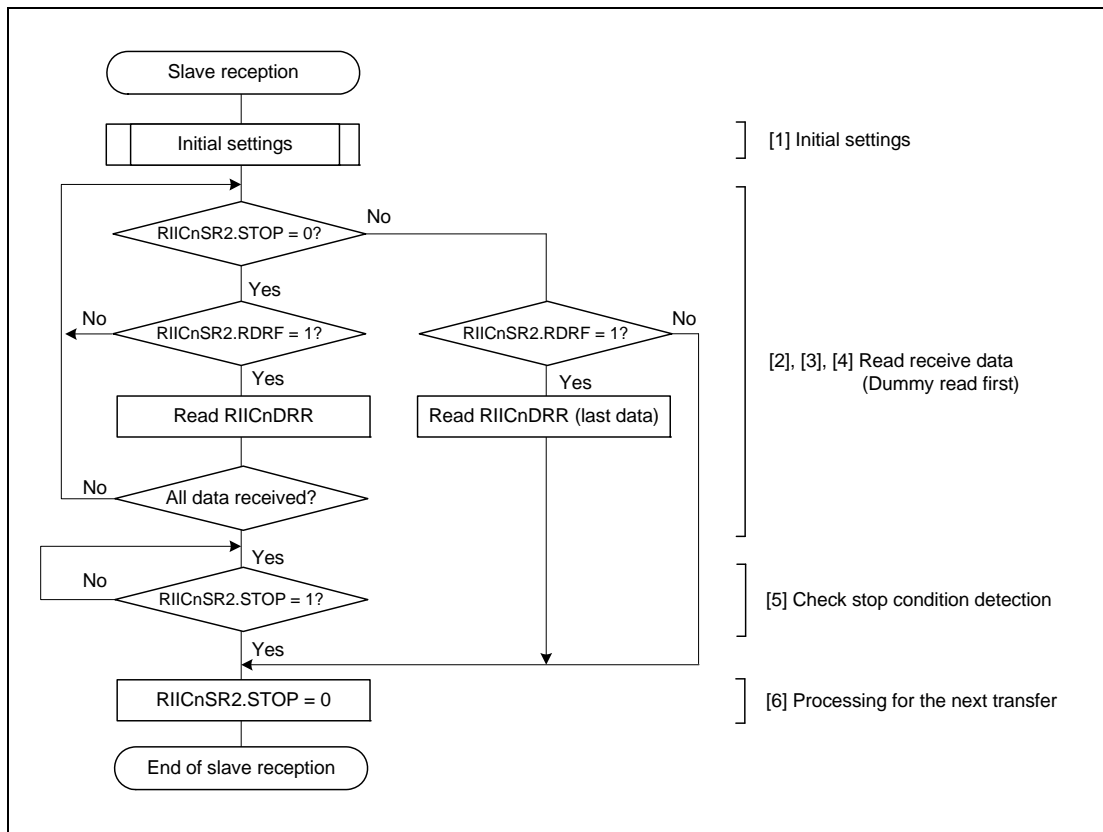 Slave reception
Initial settings
[1] Initial settings
No
RIICnSR2.STOP = 0?
Yes
No
RIICnSR2.RDRF = 1?
RIICnSR2.RDRF = 1?
No
[2], [3], [4] Read receive data
(Dummy read first)
Yes
Yes
Read RIICnDRR
Read RIICnDRR (last data)
No
All data received?
Yes
No
RIICnSR2.STOP = 1?
[5] Check stop condition detection
Yes
RIICnSR2.STOP = 0
[6] Processing for the next transfer
End of slave reception